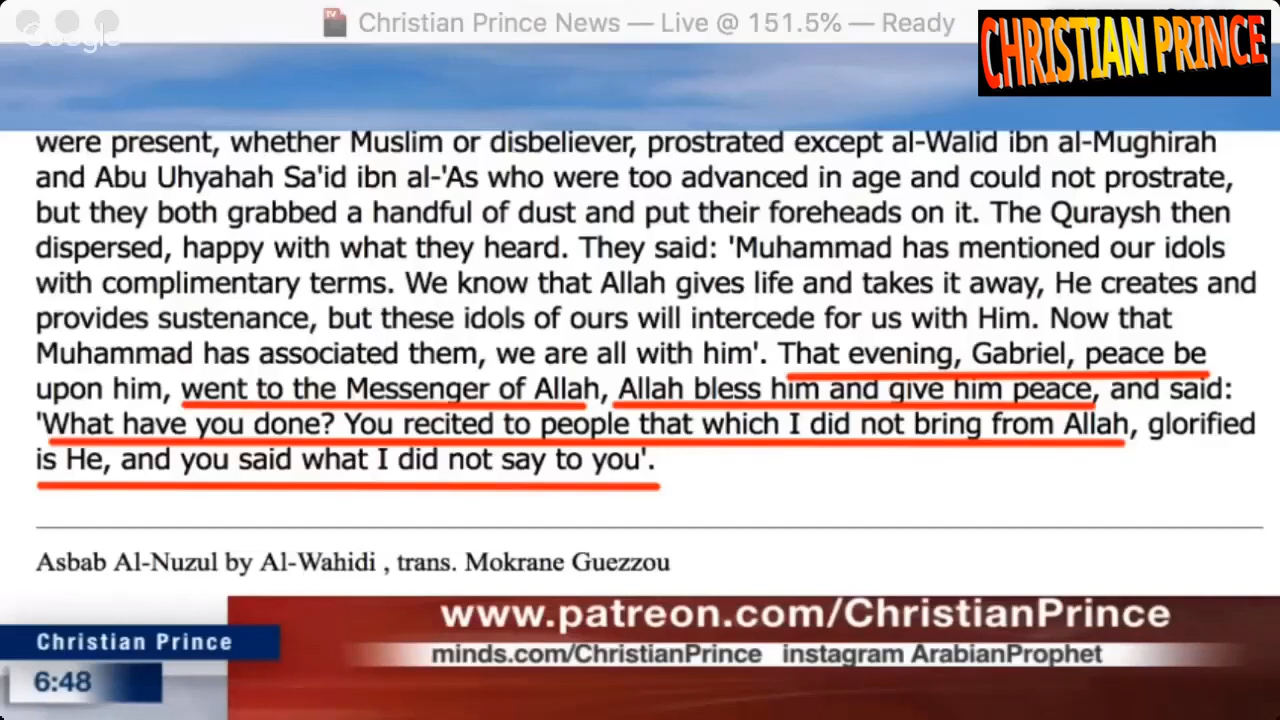 Christian Prince News — Live @ 151.5% — Ready
Google
CHRISTIAN PRINCE
were present, whether Muslim or disbeliever, prostrated except al-Walid ibn al-Mughirah
and Abu Uhyahah Sa'id ibn al-'As who were too advanced in age and could not prostrate,
but they both grabbed a handful of dust and put their foreheads on it. The Quraysh then
dispersed, happy with what they heard. They said: 'Muhammad has mentioned our idols
with complimentary terms. We know that Allah gives life and takes it away, He creates and
provides sustenance, but these idols of ours will intercede for us with Him. Now that
Muhammad has associated them, we are all with him'. That evening, Gabriel, peace be
upon him, went to the Messenger of Allah, Allah bless him and give him peace, and said:
'What have you done? You recited to people that which I did not bring from Allah, glorified
is He, and you said what I did not say to you'.
Asbab Al-Nuzul by Al-Wahidi , trans. Mokrane Guezzou
www.patreon.com/ChristianPrince
Christian Prince
minds.com/ChristianPrince instagram ArabianProphet
6:48